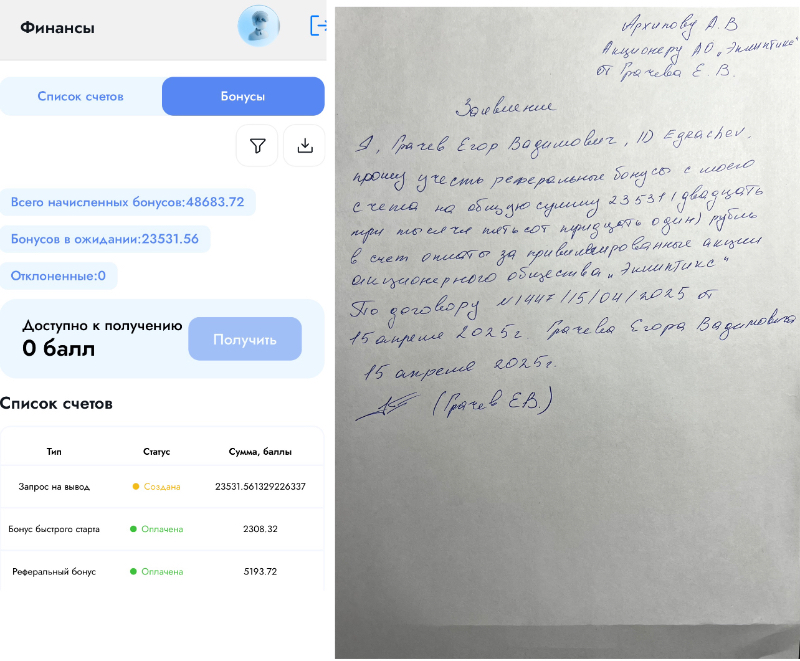 Финансы
Список счетов
Бонусы
Всего начисленных бонусов:48683.72
Бонусов в ожидании:23531.56
Отклоненные:0
Доступно к получению
0 балл
Получить
Список счетов
Тип Статус Сумма, баллы
Запрос на вывод Создана 23531.561329226337
Бонус быстрого старта Оплачена 2308.32
Реферальный бонус Оплачена 5193.72
Архипову А. В
Акционеру АО „Эклиптикс"
от Грачева Е. В.
Заявление
Я, Грачев Егор Вадимович, ID Egrachev,
прошу учесть реферальные бонусы с моего
счета на общую сумму 23531 (двадцать
три тысячи пятьсот тридцать один) рубль
в счет оплаты за привилегированные акции
акционерного общества „Эклиптикс"
По договору №1447/15/04/2025 от
15 апреля 2025г. Грачева Егора Вадимовича
15 апреля 2025г.
(Грачев Е.В.)